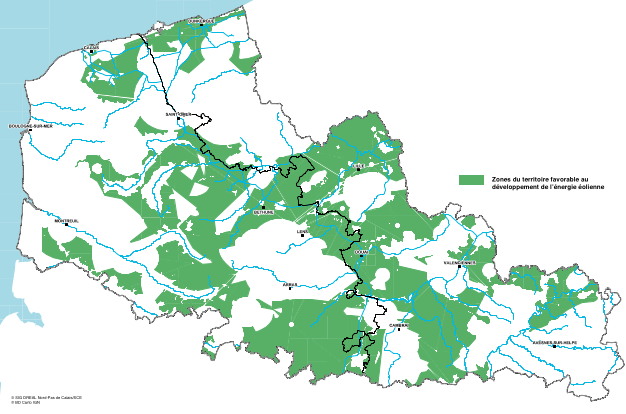 DUNKERQUE
CALAIS
SAINT-OMER
BOULOGNE-SUR-MER
LILLE
Zones du territoire favorable au
développement de l'énergie éolienne
BETHUNE
MONTREUIL
LENS
DOUAI
VALENCIENNES
ARRAS
CAMBRAI
AVESNES-SUR-HELPE
© SIG DREAL Nord-Pas de Calais/SCE
© BD Carto IGN